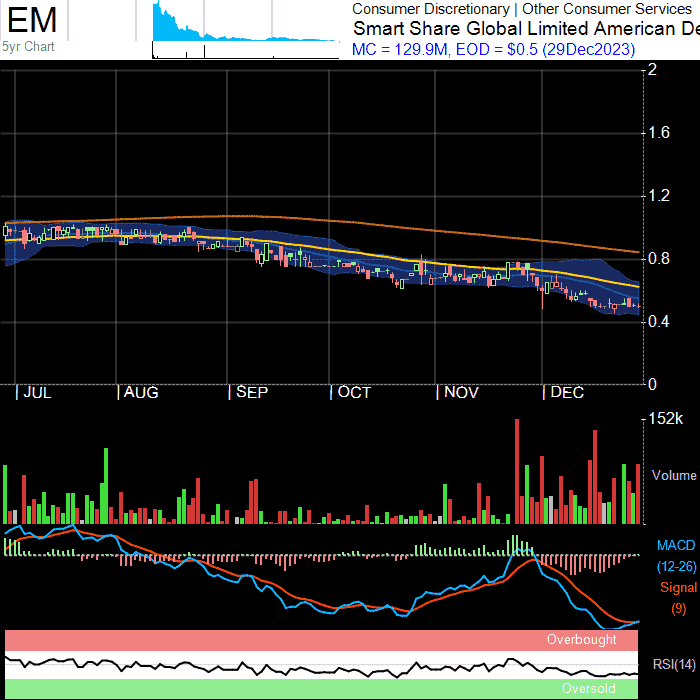 EM
5yr Chart
Consumer Discretionary | Other Consumer Services
Smart Share Global Limited American De
MC = 129.9M, EOD = $0.5 (29Dec2023)
2
1.6
1.2
0.8
0.4
0
JUL AUG SEP OCT NOV DEC
152k
Volume
MACD
(12-26)
Signal
(9)
Overbought
RSI(14)
Oversold